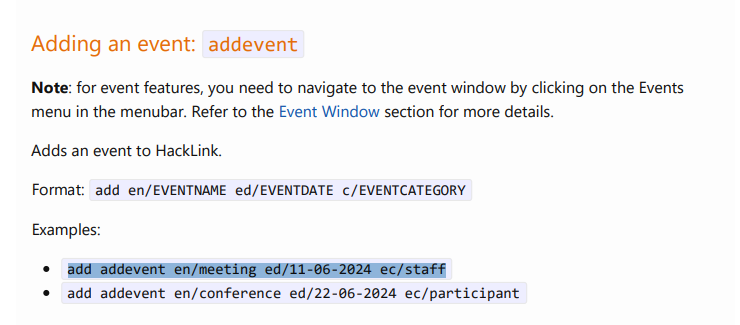 Adding an event: addevent
Note: for event features, you need to navigate to the event window by clicking on the Events
menu in the menubar. Refer to the Event Window section for more details.
Adds an event to HackLink.
Format: add en/EVENTNAME ed/EVENTDATE c/EVENTCATEGORY
Examples:
• add addevent en/meeting ed/11-06-2024 ec/staff
• add addevent en/conference ed/22-06-2024 ec/participant